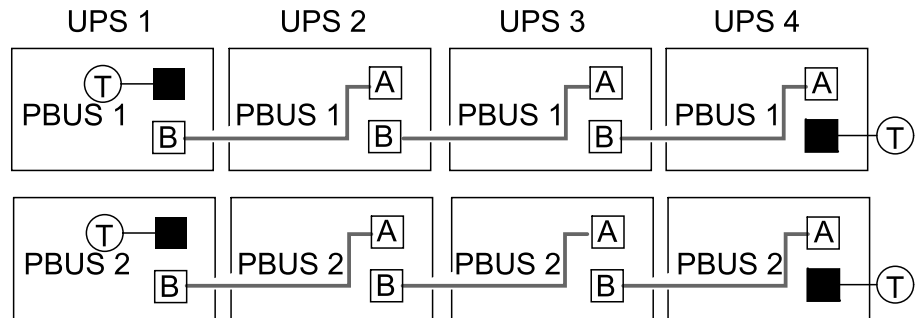 UPS 1 UPS 2 UPS 3 UPS 4
T A A A
PBUS 1 PBUS 1 PBUS 1 PBUS 1
B B B T
T A A A
PBUS 2 PBUS 2 PBUS 2 PBUS 2
B B B T